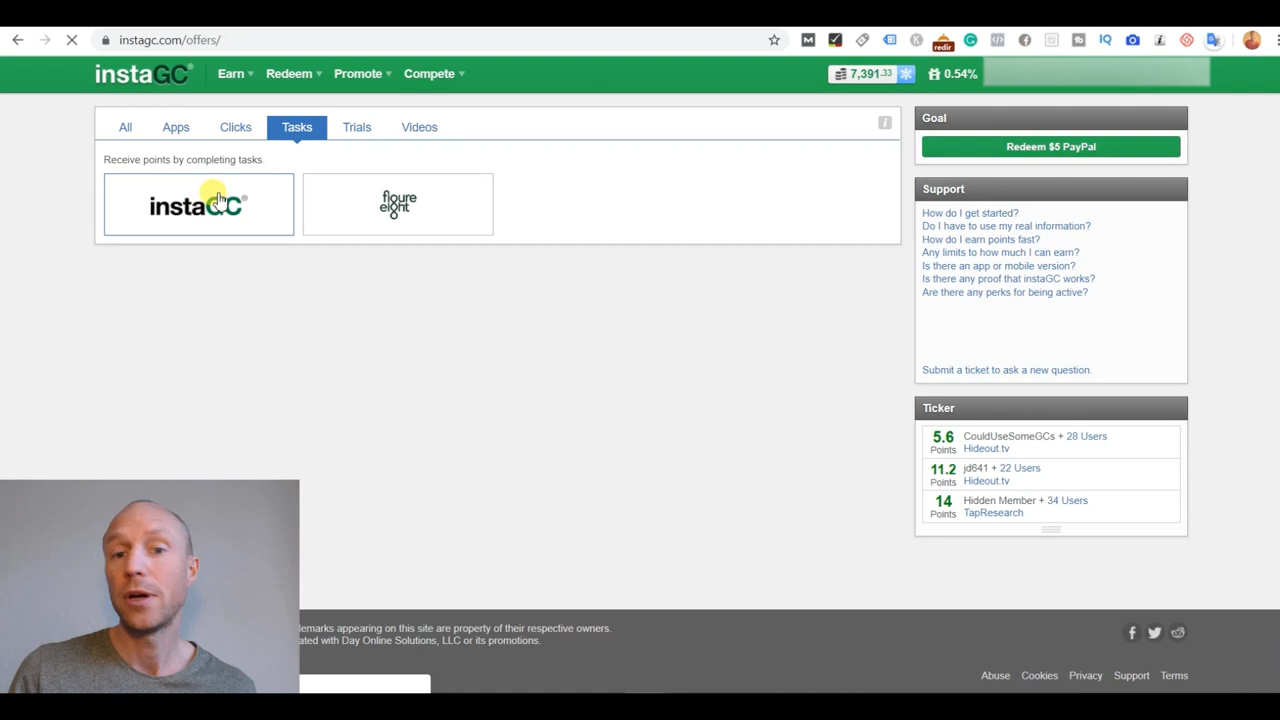 instagc.com/offers/
redir
instaGC®
Earn
Redeem
Promote
Compete
7,391.33
0.54%
All
Apps
Clicks
Tasks
Trials
Videos
Receive points by completing tasks.
instaGC®
figure
eight
Goal
Redeem $5 PayPal
Support
How do I get started?
Do I have to use my real information?
How do I earn points fast?
Any limits to how much I can earn?
Is there an app or mobile version?
Is there any proof that instaGC works?
Are there any perks for being active?
Submit a ticket to ask a new question.
Ticker
5.6 CouldUseSomeGCs + 28 Users
Points Hideout.tv
11.2 jd641 + 22 Users
Points Hideout.tv
14 Hidden Member + 34 Users
Points TapResearch
lemarks appearing on this site are property of their respective owners.
ated with Day Online Solutions, LLC or its promotions.
Abuse
Cookies
Privacy
Support
Terms